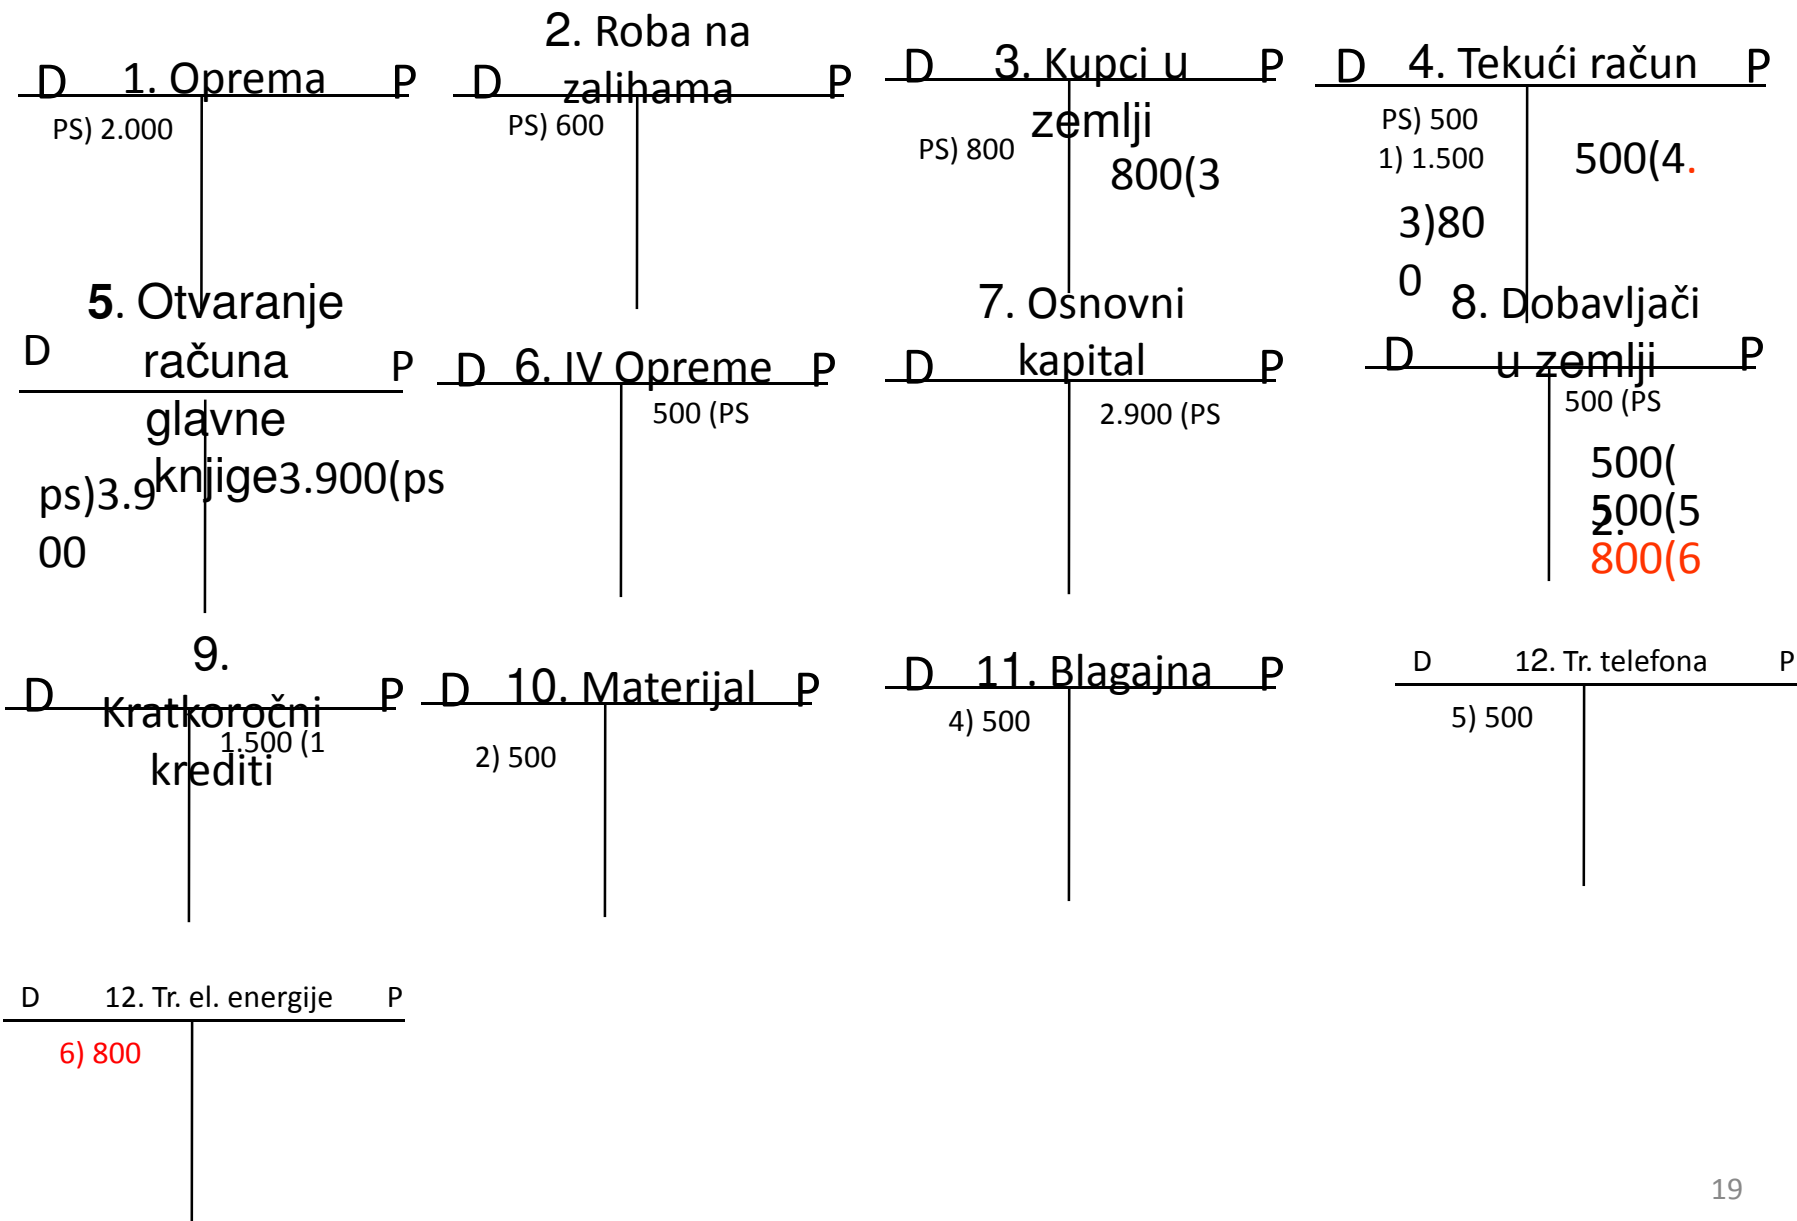 D 1. Oprema P
PS) 2.000
2. Roba na
D zalihama P
PS) 600
D 3. Kupci u P
zemlji
PS) 800
800(3
D 4. Tekući račun P
PS) 500
1) 1.500
500(4.
3)80
0
5. Otvaranje
D računa P
glavne
knjige
ps)3.9
00
3.900(ps
D 6. IV Opreme P
500 (PS
7. Osnovni
D kapital P
2.900 (PS
8. Dobavljači
D u zemlji P
500 (PS
500(
2.
500(5
800(6
9.
D Kratkoročni P
krediti
1.500 (1
D 10. Materijal P
2) 500
D 11. Blagajna P
4) 500
D 12. Tr. telefona P
5) 500
D 12. Tr. el. energije P
6) 800
19